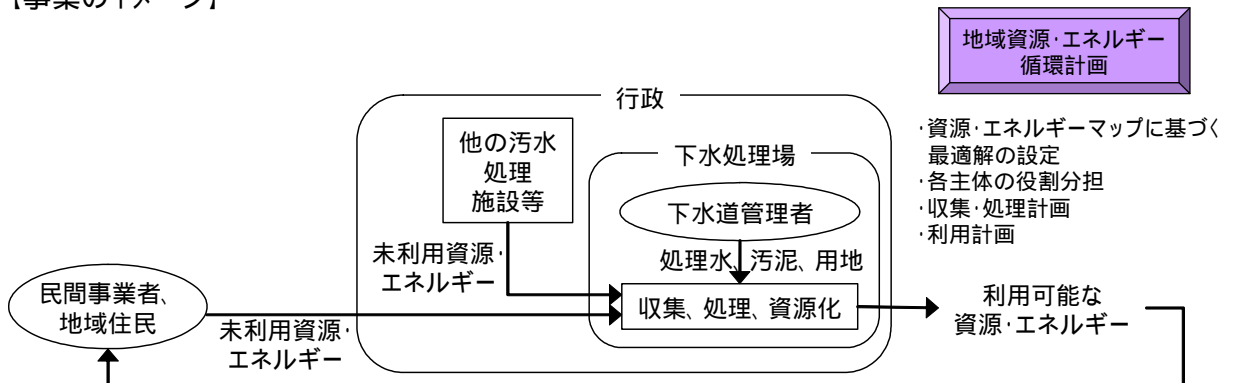 【事業のイメージ】
地域資源・エネルギー
循環計画
・資源・エネルギーマップに基づく
最適解の設定
・各主体の役割分担
・収集・処理計画
・利用計画
行政
他の汚水
処理
施設等
下水処理場
下水道管理者
処理水、汚泥、用地
未利用資源・
エネルギー
収集、処理、資源化
民間事業者、
地域住民
未利用資源・
エネルギー
利用可能な
資源・エネルギー